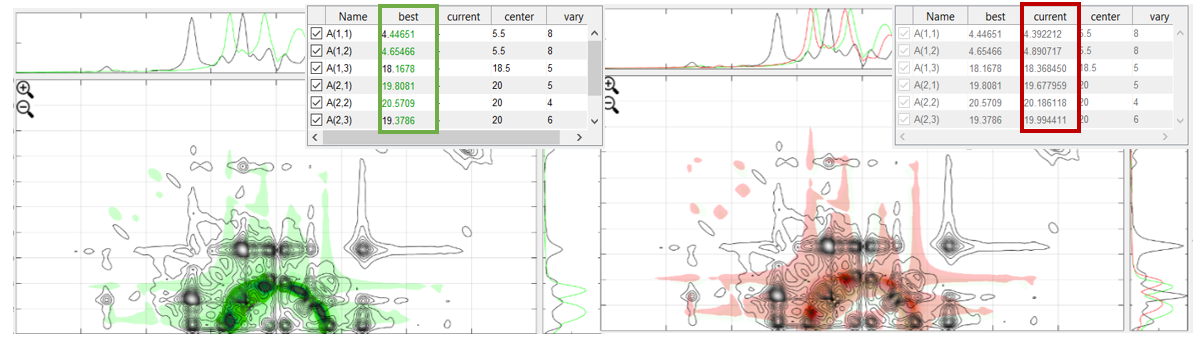 Name best current center vary
A(1,1) 4.44651 - 5.5 8
A(1,2) 4.65466 - 5.5 8
A(1,3) 18.1678 - 18.5 5
A(2,1) 19.8081 - 20 5
A(2,2) 20.5709 - 20 4
A(2,3) 19.3786 - 20 6
Name best current center vary
A(1,1) 4.44651 4.392212 5.5 8
A(1,2) 4.65466 4.890717 5.5 8
A(1,3) 18.1678 18.368450 18.5 5
A(2,1) 19.8081 19.677959 20 5
A(2,2) 20.5709 20.186118 20 4
A(2,3) 19.3786 19.994411 20 6